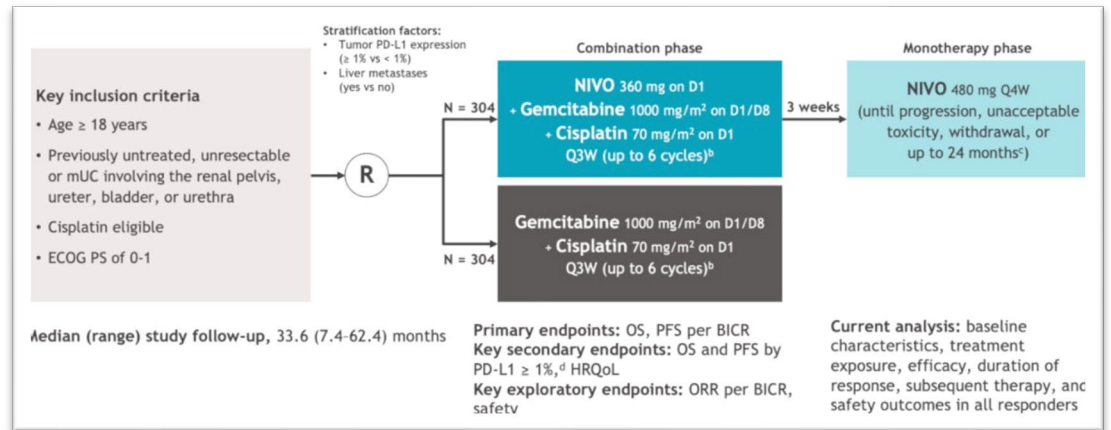 Stratification factors:
• Tumor PD-L1 expression
(≥ 1% vs < 1%)
• Liver metastases
(yes vs no)
Key inclusion criteria
• Age ≥ 18 years
• Previously untreated, unresectable
or mUC involving the renal pelvis,
ureter, bladder, or urethra
• Cisplatin eligible
• ECOG PS of 0-1
R
N = 304
N = 304
Combination phase
NIVO 360 mg on D1
+ Gemcitabine 1000 mg/m² on D1/D8
+ Cisplatin 70 mg/m² on D1
Q3W (up to 6 cycles)ᵇ
Gemcitabine 1000 mg/m² on D1/D8
+ Cisplatin 70 mg/m² on D1
Q3W (up to 6 cycles)ᵇ
3 weeks
Monotherapy phase
NIVO 480 mg Q4W
(until progression, unacceptable
toxicity, withdrawal, or
up to 24 monthsᶜ)
Median (range) study follow-up, 33.6 (7.4–62.4) months
Primary endpoints: OS, PFS per BICR
Key secondary endpoints: OS and PFS by
PD-L1 ≥ 1%,ᵈ HRQoL
Key exploratory endpoints: ORR per BICR,
safety
Current analysis: baseline
characteristics, treatment
exposure, efficacy, duration of
response, subsequent therapy, and
safety outcomes in all responders